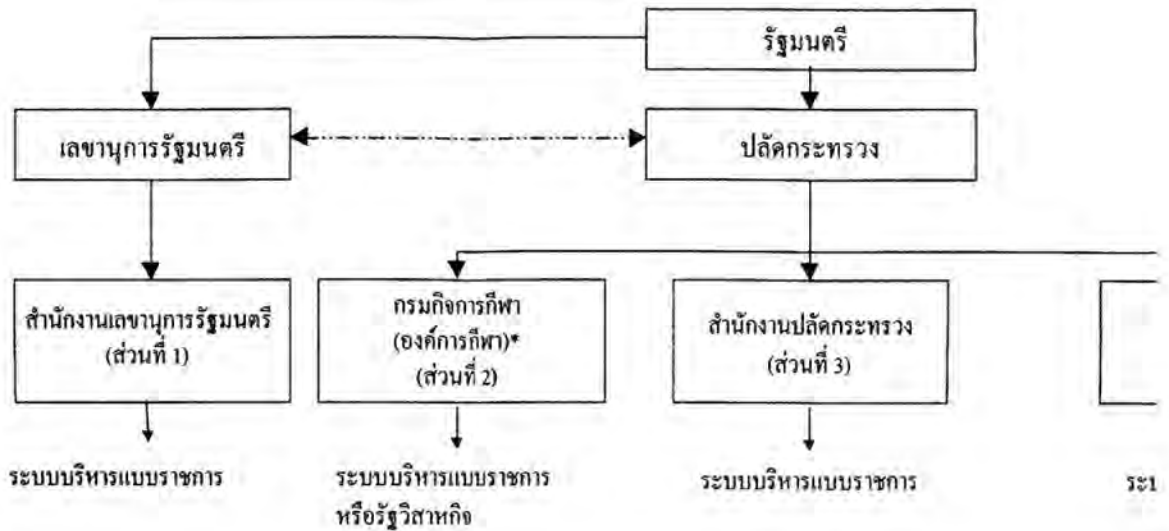 รัฐมนตรี
เลขานุการรัฐมนตรี
ปลัดกระทรวง
สำนักงานเลขานุการรัฐมนตรี
(ส่วนที่ 1)
กรมกิจการกีฬา
(องค์การกีฬา)*
(ส่วนที่ 2)
สำนักงานปลัดกระทรวง
(ส่วนที่ 3)
ระบบบริหารแบบราชการ
ระบบบริหารแบบราชการ
หรือรัฐวิสาหกิจ
ระบบบริหารแบบราชการ